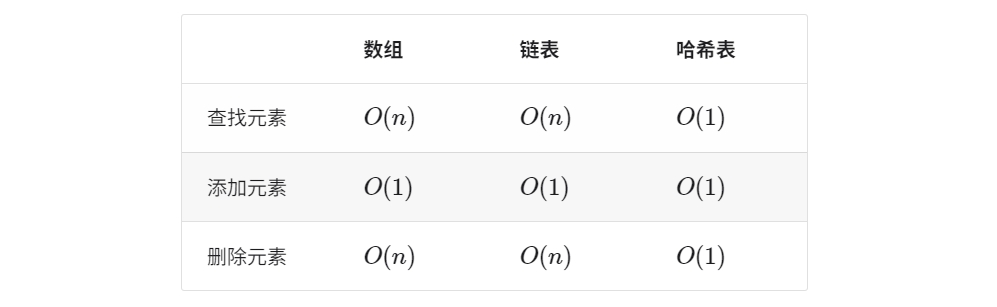 数组 链表 哈希表
查找元素 O(n) O(n) O(1)
添加元素 O(1) O(1) O(1)
删除元素 O(n) O(n) O(1)